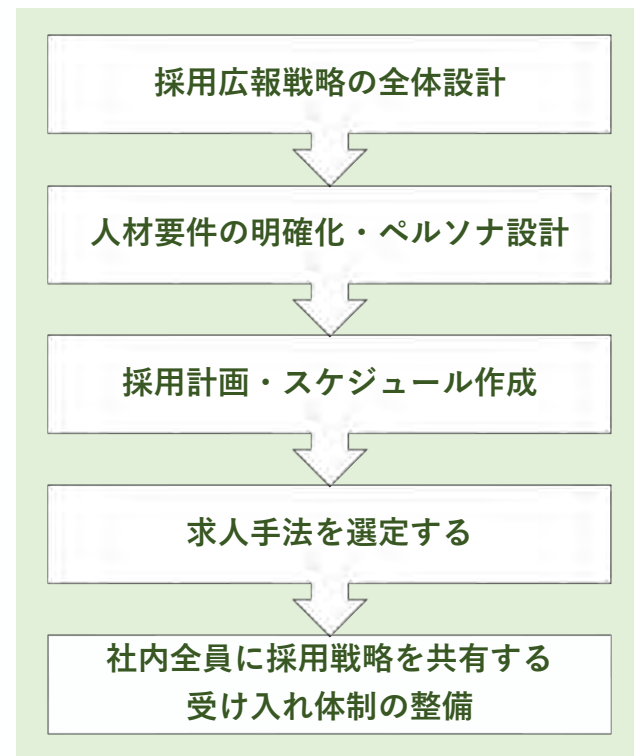 採用広報戦略の全体設計
人材要件の明確化・ペルソナ設計
採用計画・スケジュール作成
求人手法を選定する
社内全員に採用戦略を共有する
受け入れ体制の整備